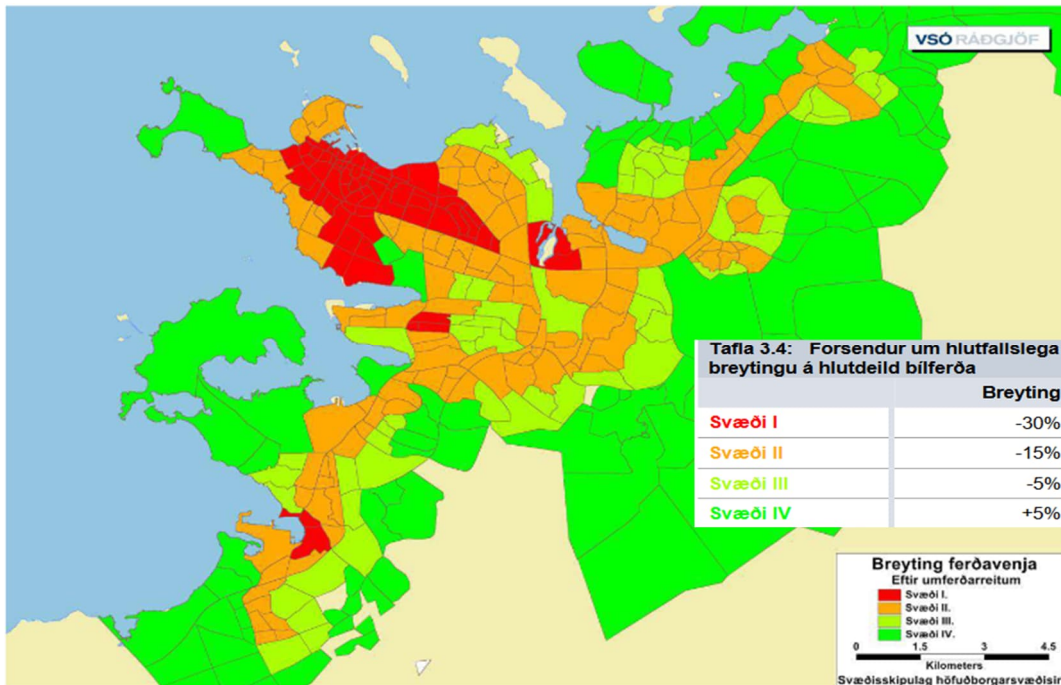 VSÓ RÁÐGJÖF
Tafla 3.4: Forsendur um hlutfallslega
breytingu á hlutdeild bílferða
Breyting
Svæði I -30%
Svæði II -15%
Svæði III -5%
Svæði IV +5%
Breyting ferðavenja
Eftir umferðarreitum
Svæði I.
Svæði II.
Svæði III.
Svæði IV.
0 1.5 3 4.5
Kilometers
Svæðisskipulag höfuðborgarsvæðisin